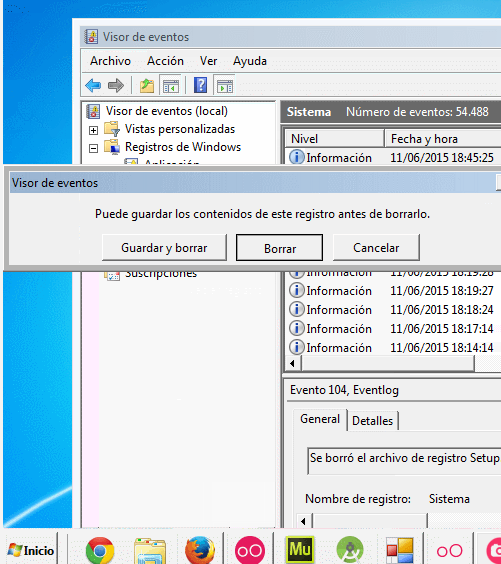 Visor de eventos
Archivo Acción Ver Ayuda
Visor de eventos (local)
Vistas personalizadas
Registros de Windows
Sistema Número de eventos: 54.488
Nivel Fecha y hora
Información 11/06/2015 18:45:25
Visor de eventos
Puede guardar los contenidos de este registro antes de borrarlo.
Guardar y borrar Borrar Cancelar
Suscripciones
Información 11/06/2015 18:19:28
Información 11/06/2015 18:19:27
Información 11/06/2015 18:18:24
Información 11/06/2015 18:17:14
Información 11/06/2015 18:14:14
Evento 104, Eventlog
General Detalles
Se borró el archivo de registro Setup
Nombre de registro: Sistema
Inicio
Mu